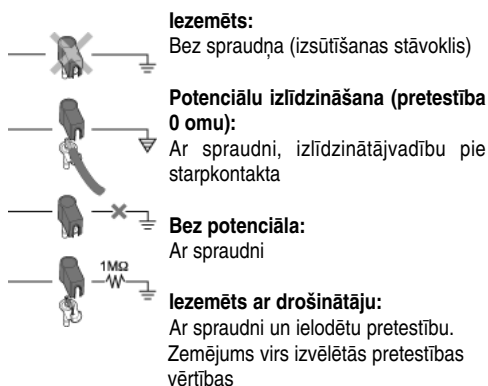 Iezemēts:
Bez spraudņa (izsūtīšanas stāvoklis)
Potenciālu izlīdzināšana (pretestība
0 omu):
Ar spraudni, izlīdzinātājvadību pie
starpkontakta
Bez potenciāla:
Ar spraudni
1MΩ
Iezemēts ar drošinātāju:
Ar spraudni un ielodētu pretestību.
Zemējums virs izvēlētās pretestības
vērtības